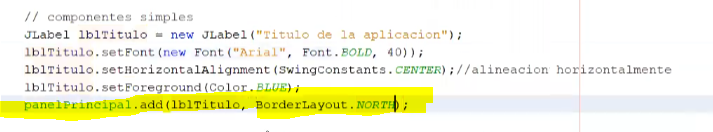 // componentes simples
JLabel lblTitulo = new JLabel("Titulo de la aplicacion");
lblTitulo.setFont(new Font("Arial", Font.BOLD, 40));
lblTitulo.setHorizontalAlignment(SwingConstants.CENTER);//alineacion horizontalmente
lblTitulo.setForeground(Color.BLUE);
panelPrincipal.add(lblTitulo, BorderLayout.NORTH);